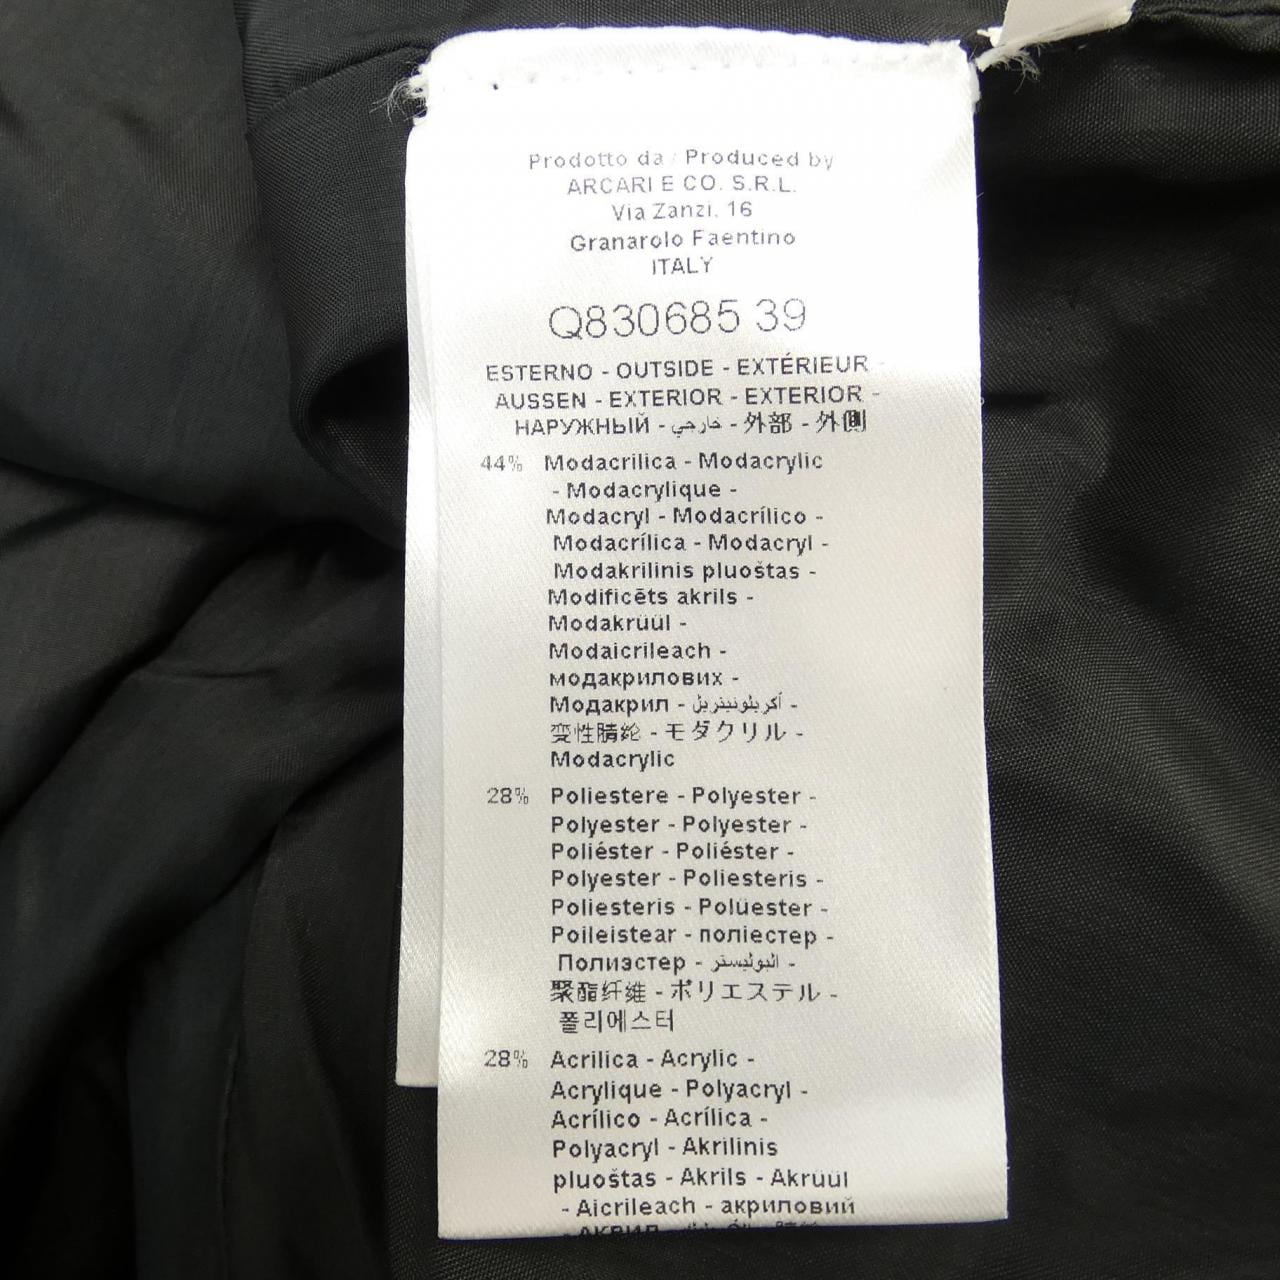 Prodotto da / Produced by
ARCARI E CO. S.R.L.
Via Zanzi, 16
Granarolo Faentino
ITALY
Q830685 39
ESTERNO - OUTSIDE - EXTÉRIEUR -
AUSSEN - EXTERIOR - EXTERIOR -
НАРУЖНЫЙ - خارجي - 外部 - 外側
44% Modacrilica - Modacrylic
- Modacrylique -
Modacryl - Modacrílico -
Modacrílica - Modacryl -
Modakrilinis pluoštas -
Modificēts akrils -
Modakrüül -
Modaicrileach -
модакрилових -
Модакрил - أكريلونيتريل -
变性腈纶 - モダクリル -
Modacrylic
28% Poliestere - Polyester -
Polyester - Polyester -
Poliéster - Poliéster -
Polyester - Poliesteris -
Poliesteris - Polüester -
Poileistear - поліестер -
Полиэстер - البوليستر -
聚酯纤维 - ポリエステル -
폴리에스터
28% Acrilica - Acrylic -
Acrylique - Polyacryl -
Acrílico - Acrílica -
Polyacryl - Akrilinis
pluoštas - Akrils - Akrüül
- Aicrileach - акриловий
- АКРИЛ -